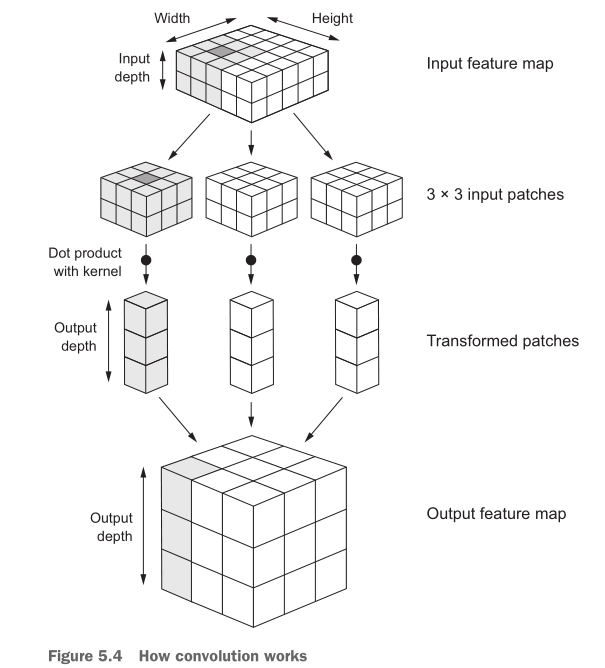 Width
Height
Input
depth
Input feature map
3 × 3 input patches
Dot product
with kernel
Output
depth
Transformed patches
Output
depth
Output feature map
Figure 5.4 How convolution works